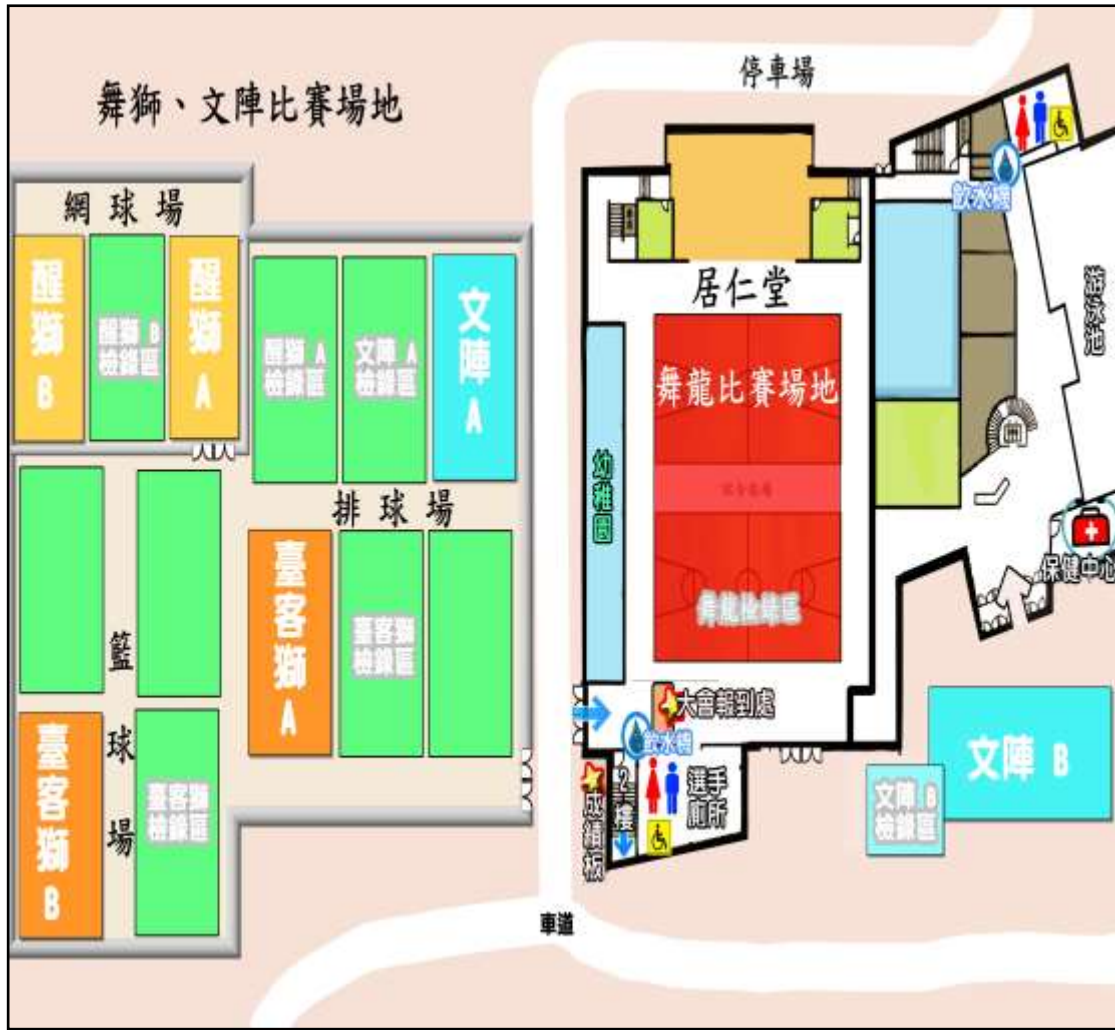 停車場
舞獅、文陣比賽場地
網球場
飲水機
醒獅 B
醒獅 B
檢錄區
醒獅 A
醒獅 A
檢錄區
文陣 A
檢錄區
文陣 A
居仁堂
游泳池
舞龍比賽場地
幼稚園
排球場
保健中心
舞龍檢錄區
臺客獅 A
臺客獅
檢錄區
籃球場
臺客獅 B
臺客獅
檢錄區
大會報到處
飲水機
選手
廁所
2樓
成績板
文陣 B
文陣 B
檢錄區
車道